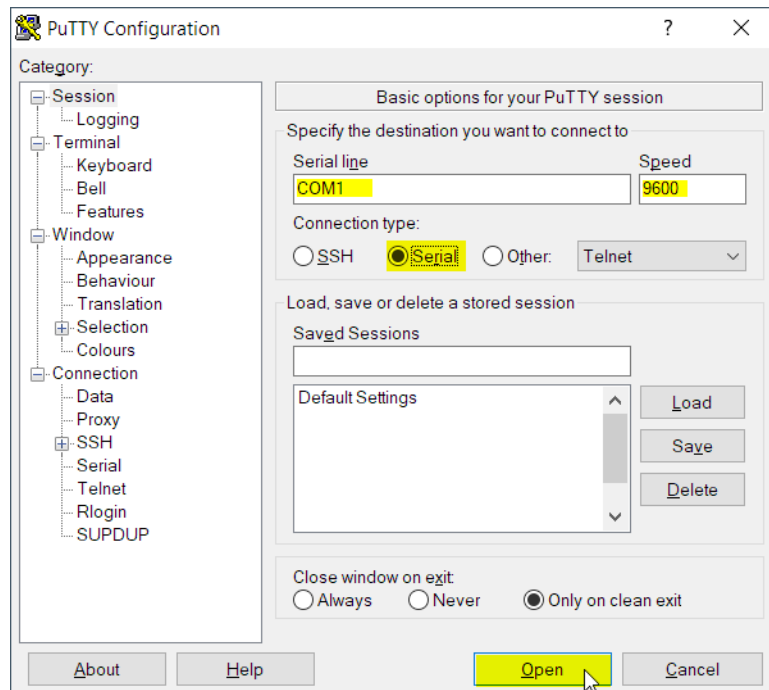 PuTTY Configuration
?
Category:
Session
Logging
Terminal
Keyboard
Bell
Features
Window
Appearance
Behaviour
Translation
Selection
Colours
Connection
Data
Proxy
SSH
Serial
Telnet
Rlogin
SUPDUP
Basic options for your PuTTY session
Specify the destination you want to connect to
Serial line Speed
COM1 9600
Connection type:
SSH Serial Other: Telnet
Load, save or delete a stored session
Saved Sessions
Default Settings
Load
Save
Delete
Close window on exit:
Always Never Only on clean exit
About Help Open Cancel